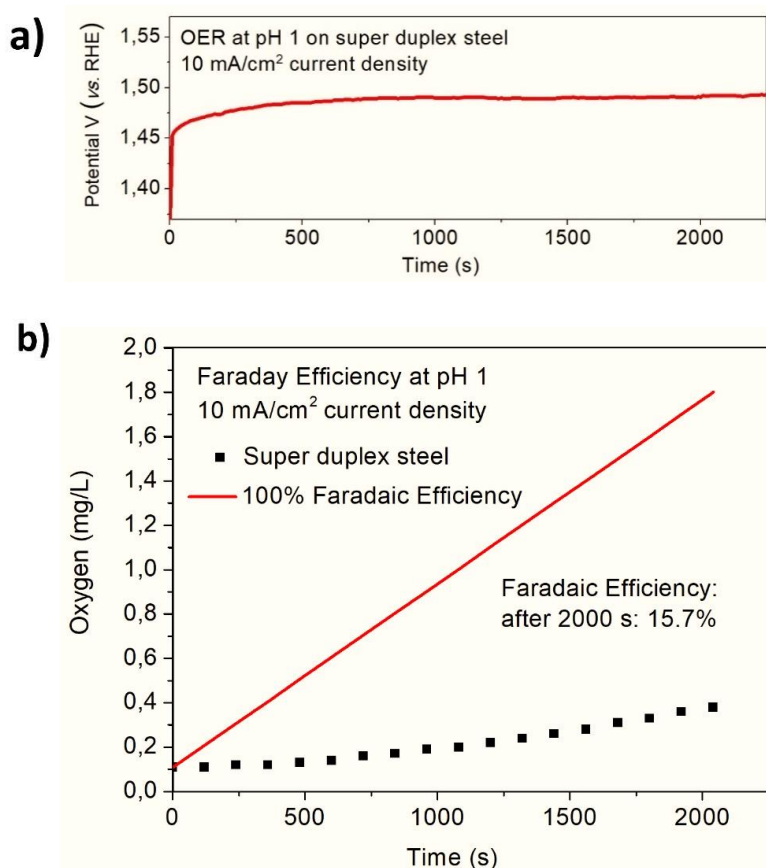 a)
OER at pH 1 on super duplex steel
10 mA/cm² current density
Potential V (vs. RHE)
1,55
1,50
1,45
1,40
0
500
1000
1500
2000
Time (s)
b)
Faraday Efficiency at pH 1
10 mA/cm² current density
Super duplex steel
100% Faradaic Efficiency
Faradaic Efficiency:
after 2000 s: 15.7%
Oxygen (mg/L)
2,0
1,8
1,6
1,4
1,2
1,0
0,8
0,6
0,4
0,2
0,0
0
500
1000
1500
2000
Time (s)